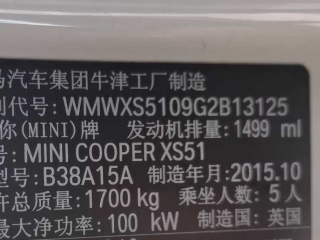 马汽车集团牛津工厂制造
代号: WMWXS5109G2B13125
你(MINI)牌 发动机排量: 1499 ml
号: MINI COOPER XS51
型号: B38A15A 制造年月: 2015.10
许总质量: 1700 kg 乘坐人数: 5 人
最大净功率: 100 kW 制造国: 英国